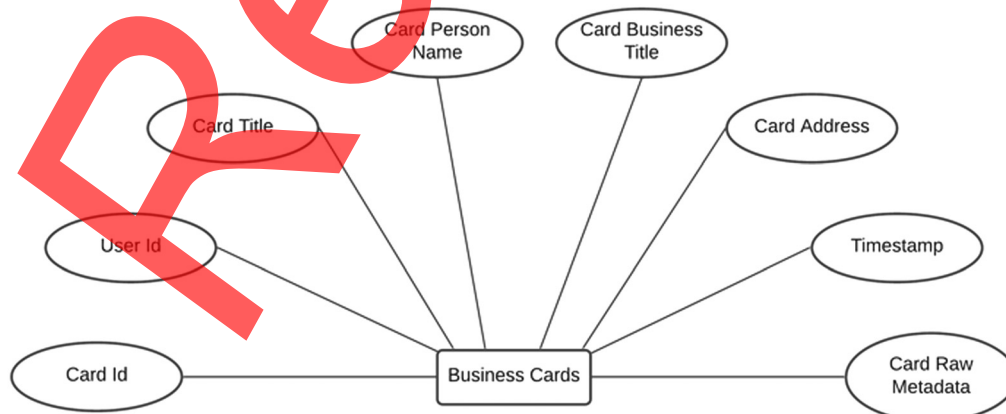 Card Person
Name
Card Business
Title
Card Title
Card Address
User Id
Timestamp
Card Id
Business Cards
Card Raw
Metadata
Re